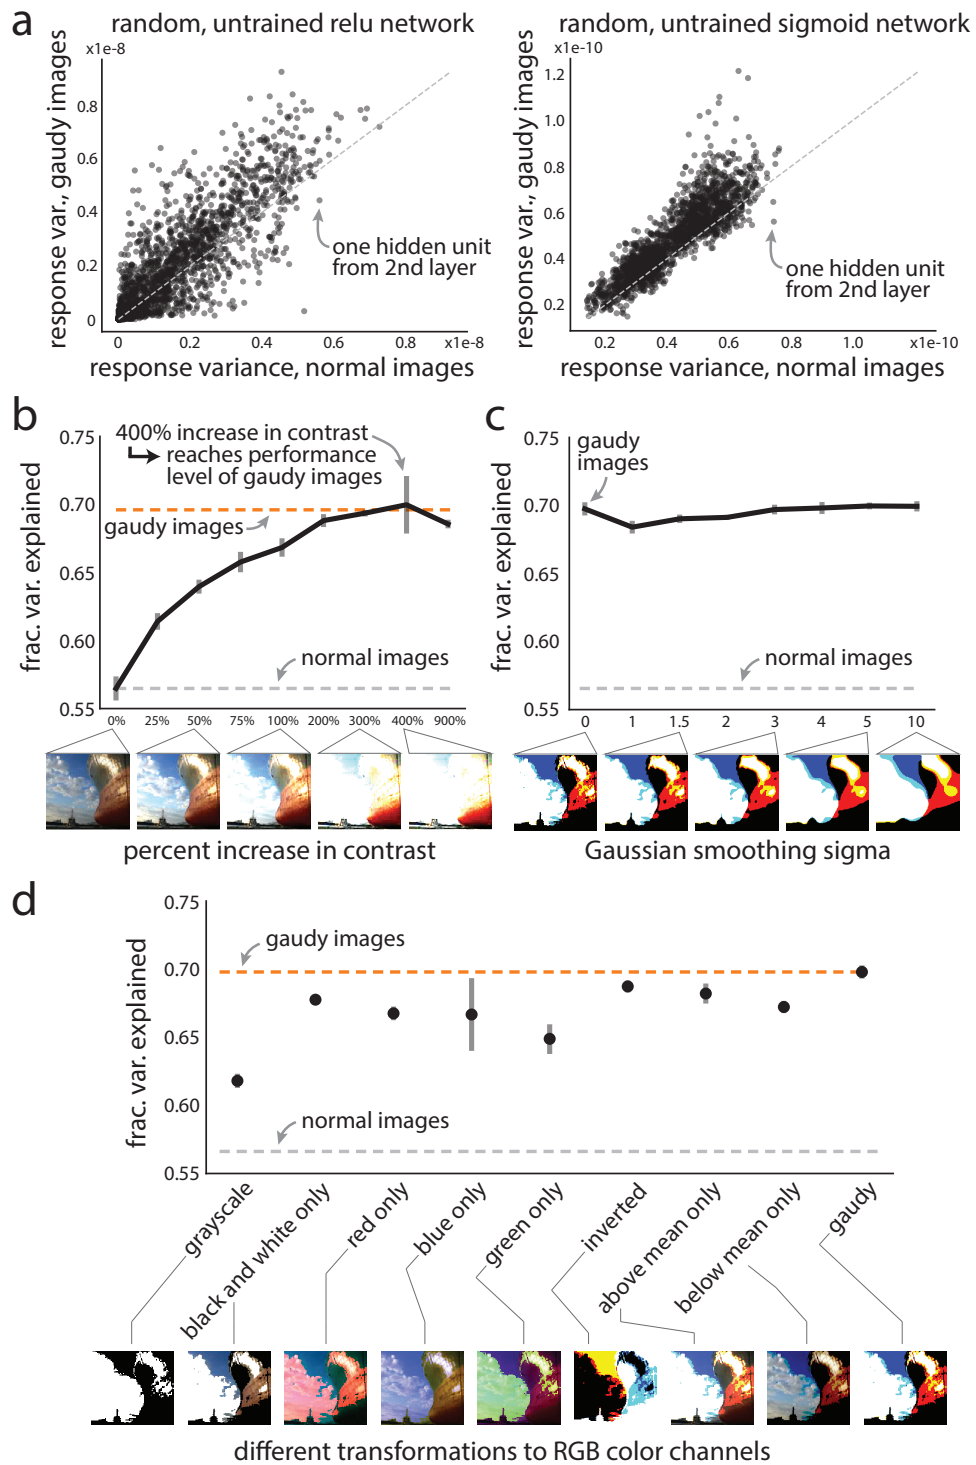 a
random, untrained relu network
x1e-8
response var., gaudy images
0.8
0.6
0.4
0.2
0
one hidden unit
from 2nd layer
0 0.2 0.4 0.6 0.8 x1e-8
response variance, normal images
random, untrained sigmoid network
x1e-10
response var., gaudy images
1.2
1.0
0.8
0.6
0.4
0.2
one hidden unit
from 2nd layer
0.2 0.4 0.6 0.8 1.0 x1e-10
response variance, normal images
b
frac. var. explained
0.75
0.70
0.65
0.60
0.55
400% increase in contrast
reaches performance
level of gaudy images
gaudy images
normal images
0% 25% 50% 75% 100% 200% 300% 400% 900%
percent increase in contrast
c
frac. var. explained
0.75
0.70
0.65
0.60
0.55
gaudy
images
normal images
0 1 1.5 2 3 4 5 10
Gaussian smoothing sigma
d
frac. var. explained
0.75
0.70
0.65
0.60
0.55
gaudy images
normal images
grayscale
black and white only
red only
blue only
green only
inverted
above mean only
below mean only
gaudy
different transformations to RGB color channels